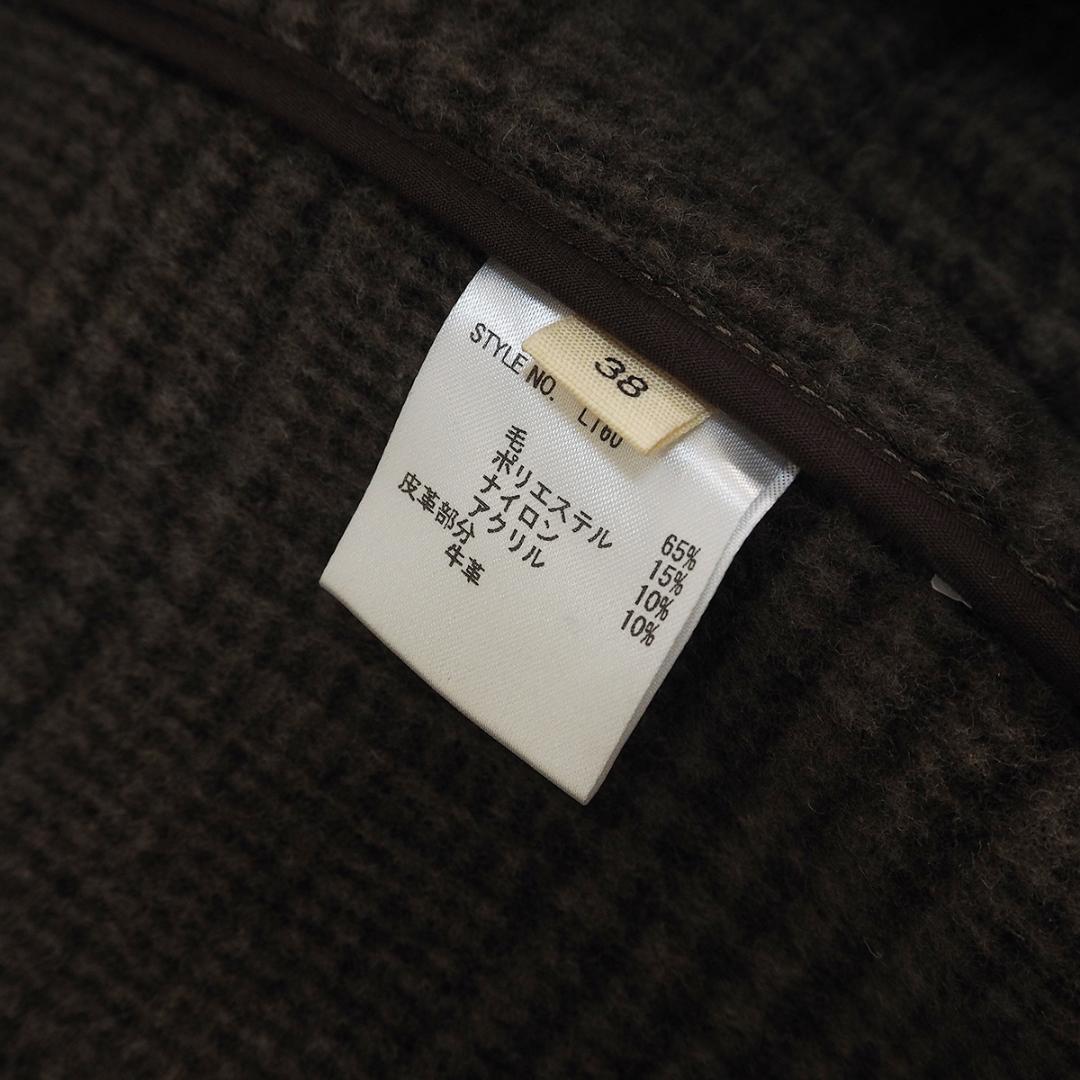 38
STYLE NO.
毛 65%
ポリエステル 15%
ナイロン 10%
アクリル 10%
皮革部分
牛革